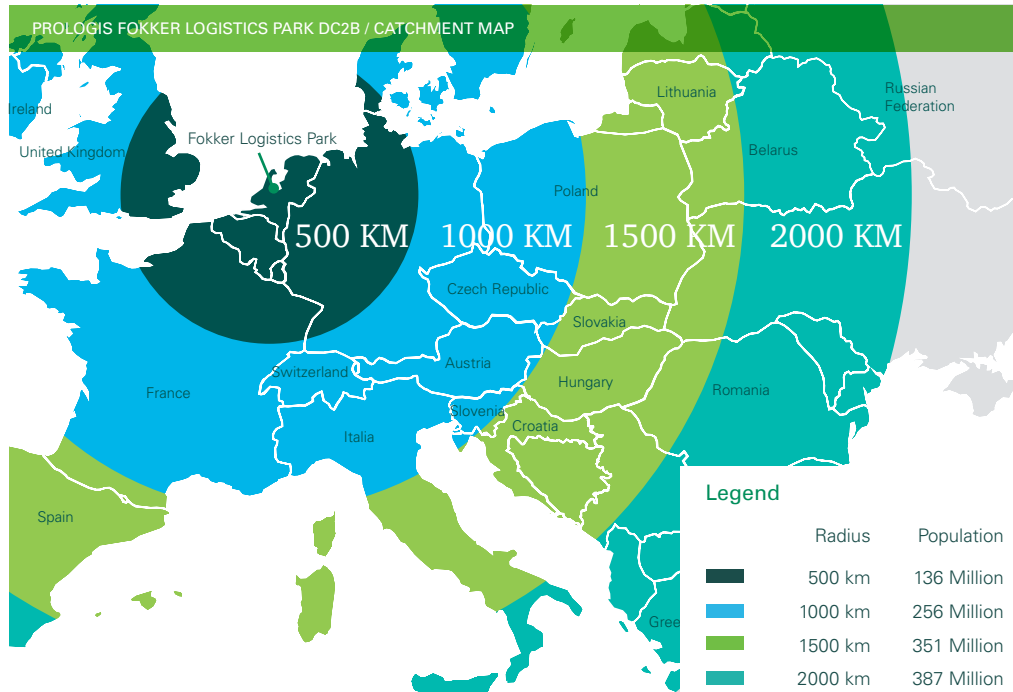 PROLOGIS FOKKER LOGISTICS PARK DC2B / CATCHMENT MAP
Ireland
United Kingdom
Fokker Logistics Park
Lithuania
Russian
Federation
Belarus
Poland
500 KM
1000 KM
1500 KM
2000 KM
Czech Republic
Slovakia
Austria
Switzerland
Hungary
France
Romania
Slovenia
Croatia
Italia
Spain
Gree
Legend
Radius Population
500 km 136 Million
1000 km 256 Million
1500 km 351 Million
2000 km 387 Million